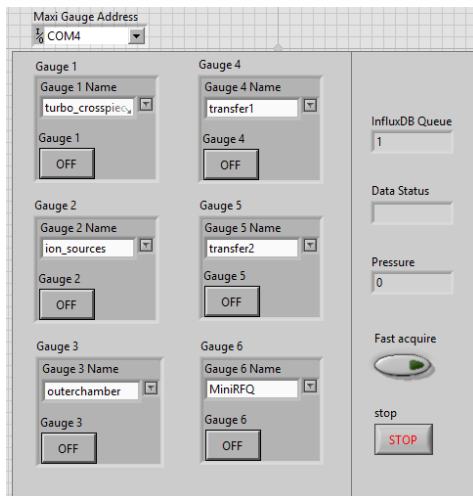 Maxi Gauge Address
I/O COM4
Gauge 1
Gauge 1 Name
turbo_crosspiec
Gauge 1
OFF
Gauge 4
Gauge 4 Name
transfer1
Gauge 4
OFF
Gauge 2
Gauge 2 Name
ion_sources
Gauge 2
OFF
Gauge 5
Gauge 5 Name
transfer2
Gauge 5
OFF
Gauge 3
Gauge 3 Name
outerchamber
Gauge 3
OFF
Gauge 6
Gauge 6 Name
MiniRFQ
Gauge 6
OFF
InfluxDB Queue
1
Data Status
Pressure
0
Fast acquire
stop
STOP